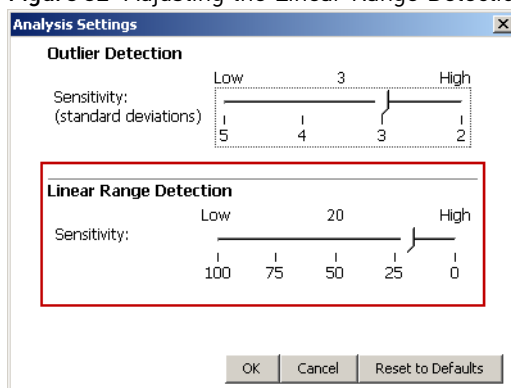 Figure 32 Adjusting the Linear Range Detectio
Analysis Settings
Outlier Detection
Low 3 High
Sensitivity:
(standard deviations)
5 4 3 2
Linear Range Detection
Low 20 High
Sensitivity:
100 75 50 25 0
OK Cancel Reset to Defaults